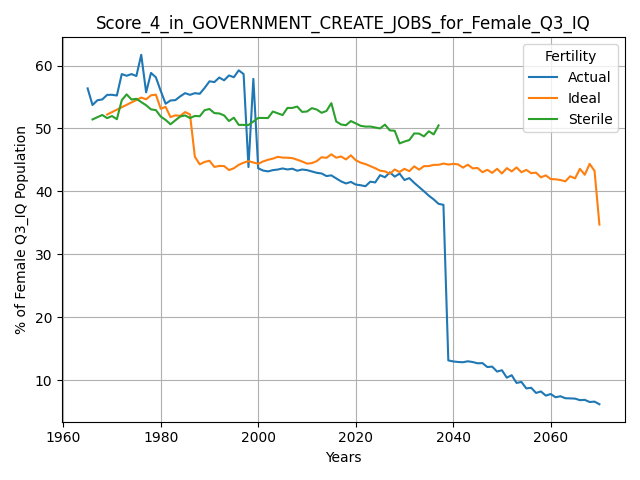 Score_4_in_GOVERNMENT_CREATE_JOBS_for_Female_Q3_IQ
% of Female Q3_IQ Population
60
50
40
30
20
10
Fertility
Actual
Ideal
Sterile
1960
1980
2000
2020
2040
2060
Years